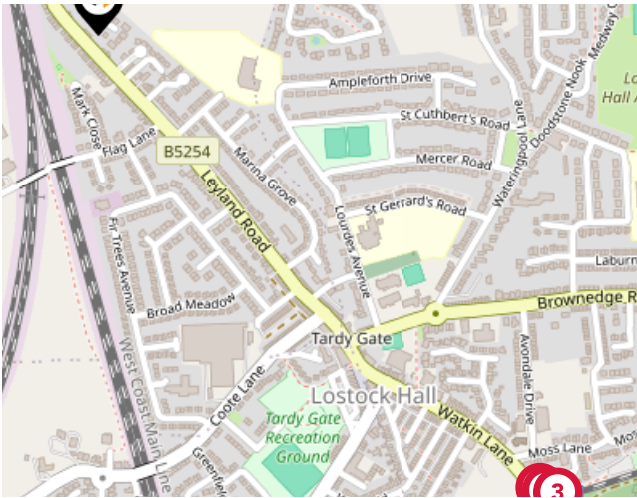 Medway
Ampleforth Drive
Mark Close
St Cuthbert's Road
Doodstone Nook
Hall
Flag Lane
B5254
Marina Grove
Mercer Road
Wateringpool Lane
Leyland Road
St Gerrard's Road
Lourdes Avenue
Fir Trees Avenue
Laburn
Broad Meadow
Brownedge R
Tardy Gate
West Coast Main Line
Avondale Drive
Coote Lane
Lostock Hall
Tardy Gate
Recreation
Ground
Watkin Lane
Moss Lane
Greenfield
3